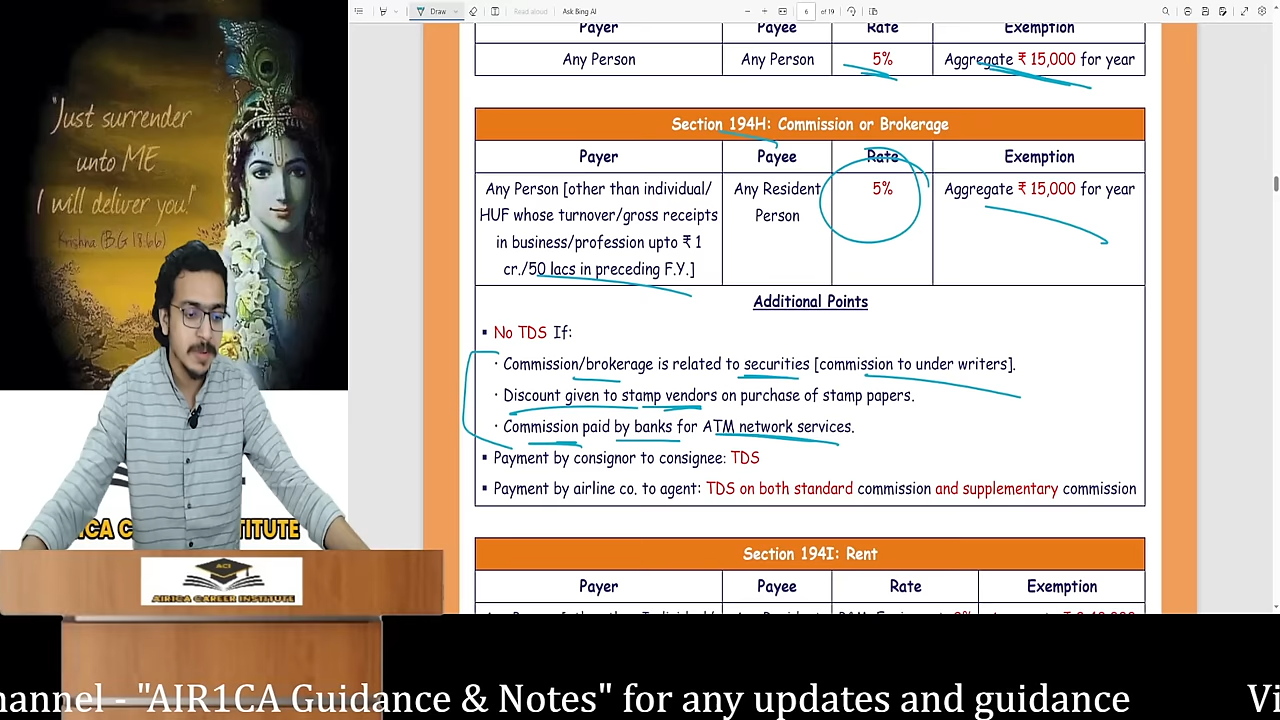 "Just surrender
unto ME
I will deliver you!"
- Krishna (B.G 18:66)
Draw
Read aloud
Ask Bing AI
6
of 19
Payer Payee Rate Exemption
Any Person Any Person 5% Aggregate ₹ 15,000 for year
Section 194H: Commission or Brokerage
Payer Payee Rate Exemption
Any Person [other than individual/
HUF whose turnover/gross receipts
in business/profession upto ₹ 1
cr./50 lacs in preceding F.Y.]
Any Resident
Person
5%
Aggregate ₹ 15,000 for year
Additional Points
▪ No TDS If:
· Commission/brokerage is related to securities [commission to under writers].
· Discount given to stamp vendors on purchase of stamp papers.
· Commission paid by banks for ATM network services.
▪ Payment by consignor to consignee: TDS
▪ Payment by airline co. to agent: TDS on both standard commission and supplementary commission
Section 194I: Rent
Payer Payee Rate Exemption
ACI
AIR1CA CAREER INSTITUTE
hannel - "AIR1CA Guidance & Notes" for any updates and guidance Vi